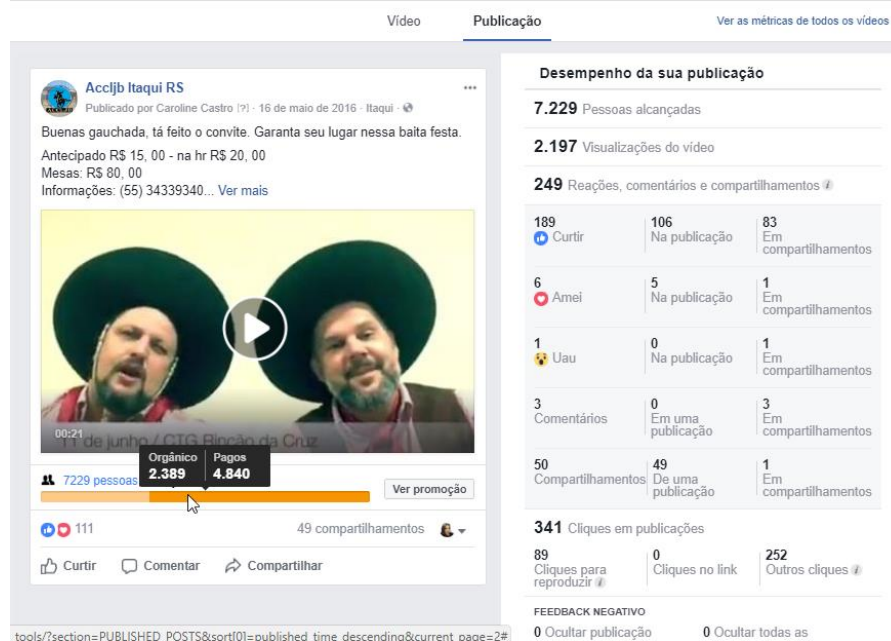 Vídeo
Publicação
Ver as métricas de todos os vídeos
Accljb Itaqui RS
Publicado por Caroline Castro [?] · 16 de maio de 2016 · Itaqui ·
Buenas gauchada, tá feito o convite. Garanta seu lugar nessa baita festa.
Antecipado R$ 15, 00 - na hr R$ 20, 00
Mesas: R$ 80, 00
Informações: (55) 34339340... Ver mais
00:21
11 de junho / CTG Rincão da Cruz
Orgânico
2.389
Pagos
4.840
7229 pessoas
Ver promoção
111
49 compartilhamentos
Curtir
Comentar
Compartilhar
Desempenho da sua publicação
7.229 Pessoas alcançadas
2.197 Visualizações do vídeo
249 Reações, comentários e compartilhamentos
189
Curtir
106
Na publicação
83
Em
compartilhamentos
6
Amei
5
Na publicação
1
Em
compartilhamentos
1
Uau
0
Na publicação
1
Em
compartilhamentos
3
Comentários
0
Em uma
publicação
3
Em
compartilhamentos
50
Compartilhamentos
49
De uma
publicação
1
Em
compartilhamentos
341 Cliques em publicações
89
Cliques para
reproduzir
0
Cliques no link
252
Outros cliques
FEEDBACK NEGATIVO
0 Ocultar publicação
0 Ocultar todas as
tools/?section=PUBLISHED_POSTS&sort[0]=published_time_descending&current_page=2#